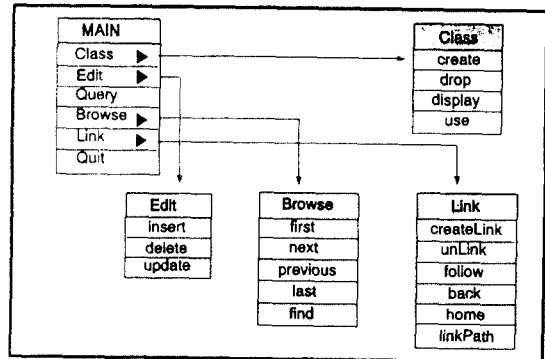 MAIN
Class
Edit
Query
Browse
Link
Quit
Class
create
drop
display
use
Edit
insert
delete
update
Browse
first
next
previous
last
find
Link
createLink
unLink
follow
back
home
linkPath